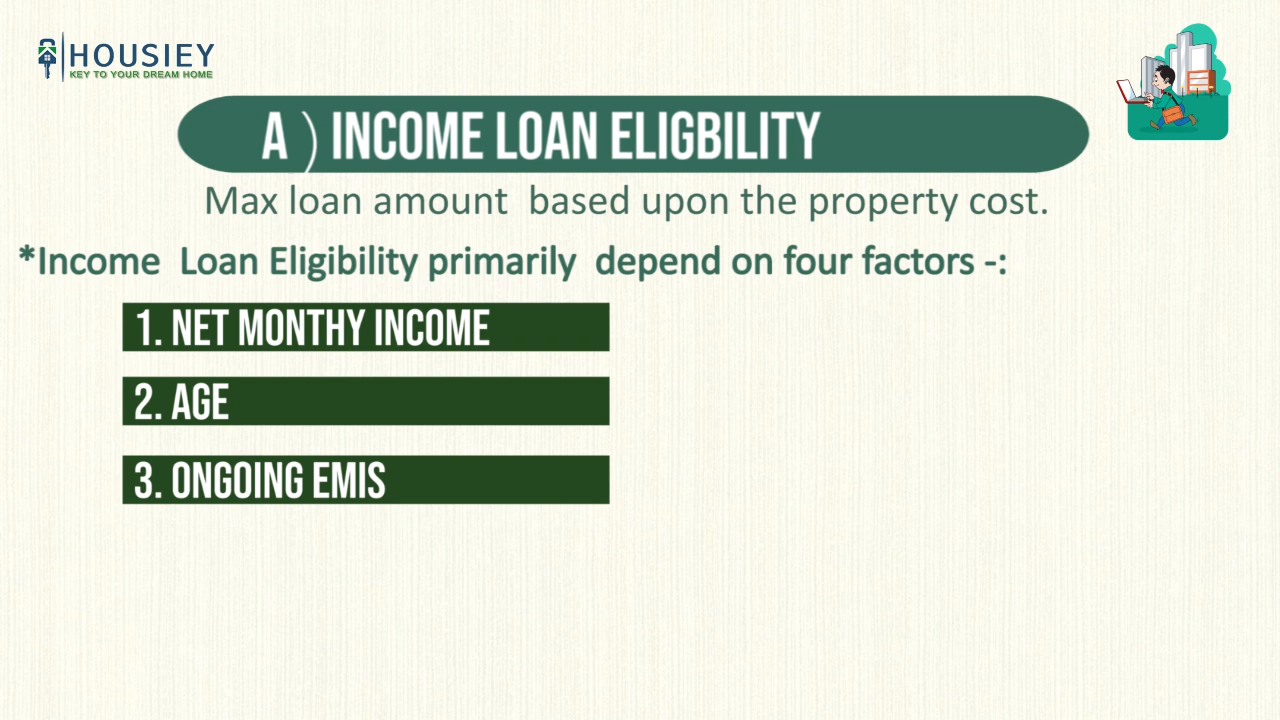 HOUSIEY
KEY TO YOUR DREAM HOME
A ) INCOME LOAN ELIGBILITY
Max loan amount  based upon the property cost.
*Income  Loan Eligibility primarily  depend on four factors -:
1. NET MONTHY INCOME
2. AGE
3. ONGOING EMIS